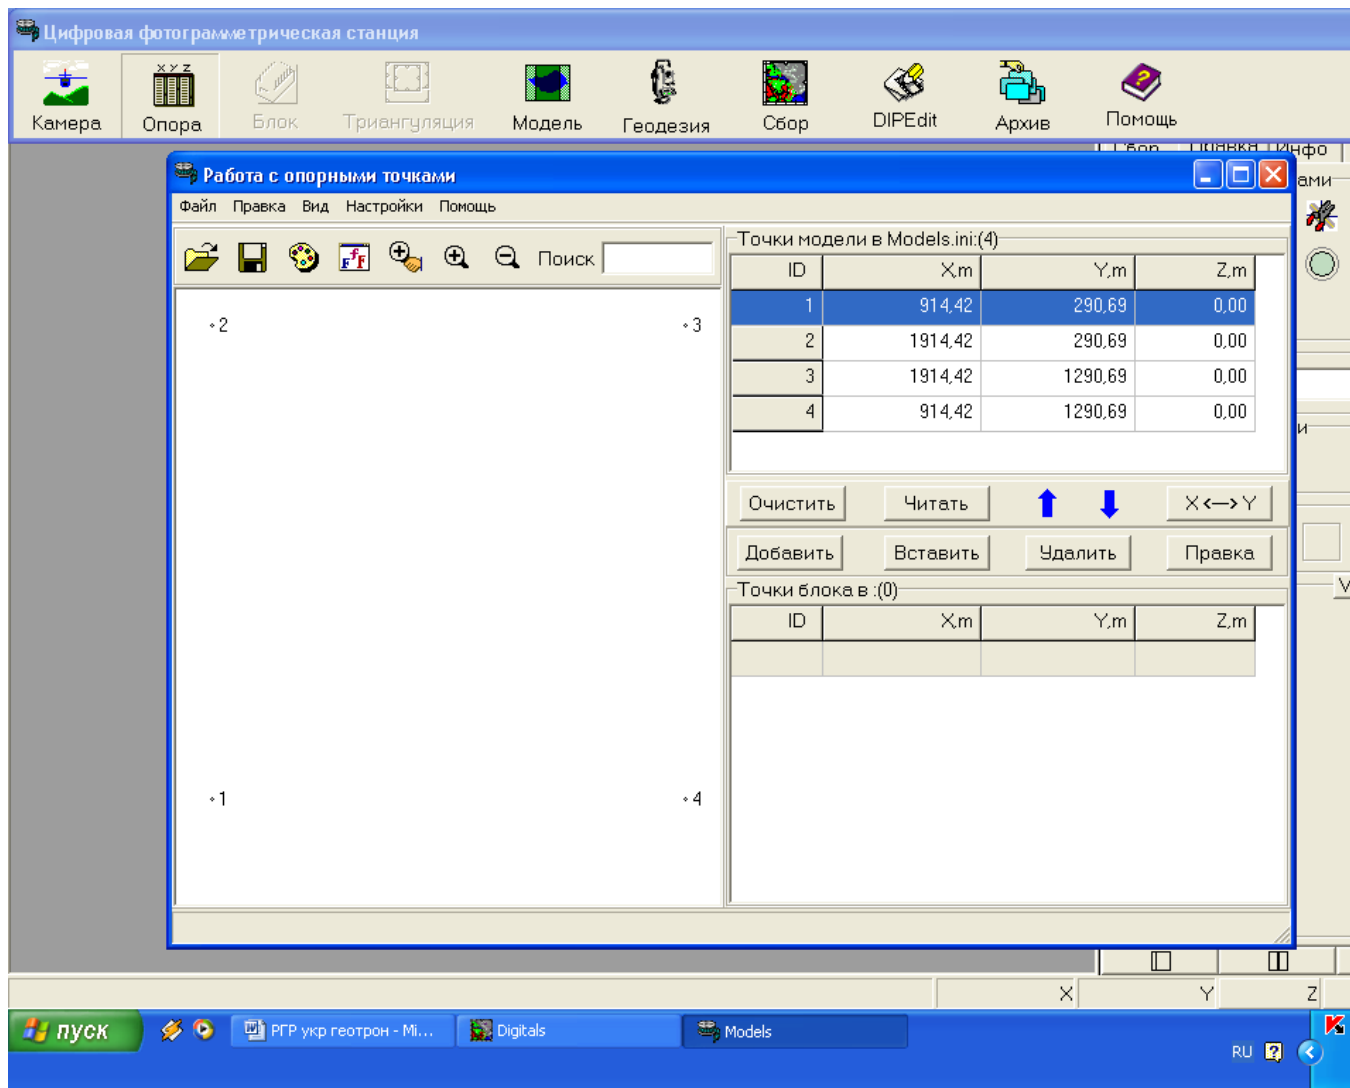 Цифровая фотограмметрическая станция
X Y Z
Камера Опора Блок Триангуляция Модель Геодезия Сбор DIPEdit Архив Помощь
Сбор Правка Инфо
Работа с опорными точками
ами
Файл Правка Вид Настройки Помощь
Поиск
Точки модели в Models.ini:(4)
ID X,m Y,m Z,m
1 914,42 290,69 0,00
2 1914,42 290,69 0,00
3 1914,42 1290,69 0,00
4 914,42 1290,69 0,00
2 3
и
Очистить Читать X<—>Y
Добавить Вставить Удалить Правка
Точки блока в :(0)
ID X,m Y,m Z,m
1 4
X Y Z
пуск РГР укр геотрон - Mi... Digitals Models
RU